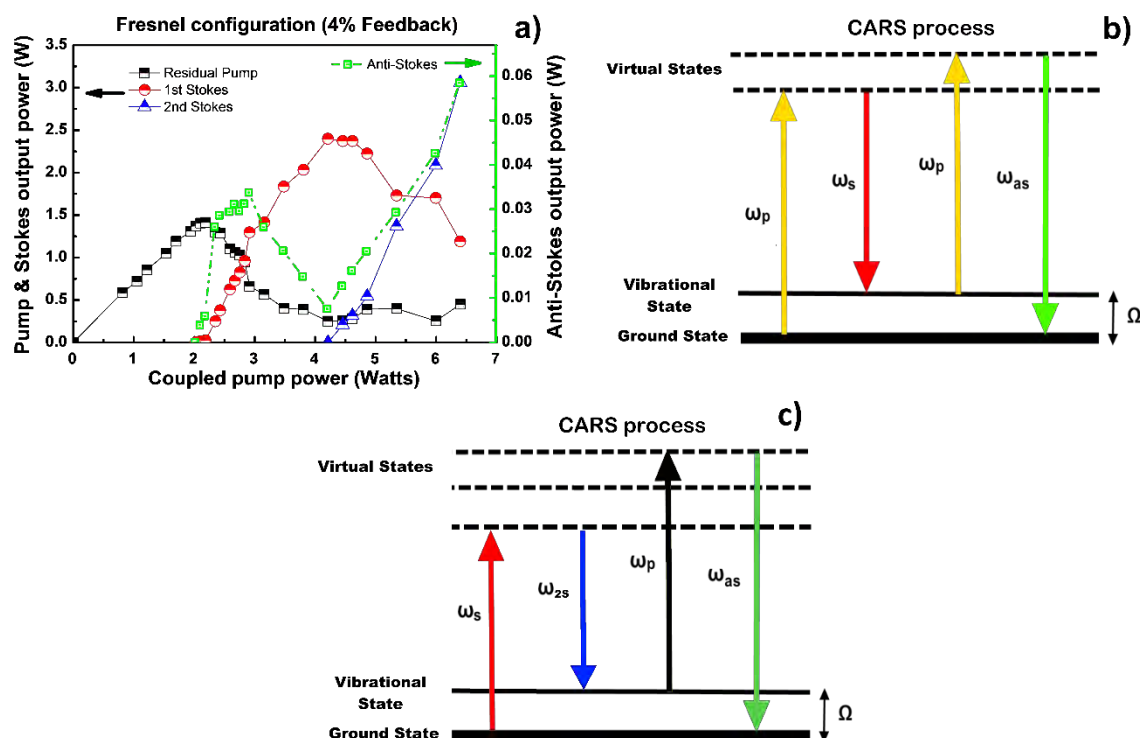 Fresnel configuration (4% Feedback)
a)
Pump & Stokes output power (W)
3.5
3.0
2.5
2.0
1.5
1.0
0.5
0.0
Residual Pump
1st Stokes
2nd Stokes
Anti-Stokes
0.06
0.05
0.04
0.03
0.02
0.01
0.00
Anti-Stokes output power (W)
0 1 2 3 4 5 6 7
Coupled pump power (Watts)
CARS process
b)
Virtual States
ωp
ωs
ωp
ωas
Vibrational
State
Ground State
Ω
CARS process
c)
Virtual States
ωs
ω2s
ωp
ωas
Vibrational
State
Ground State
Ω